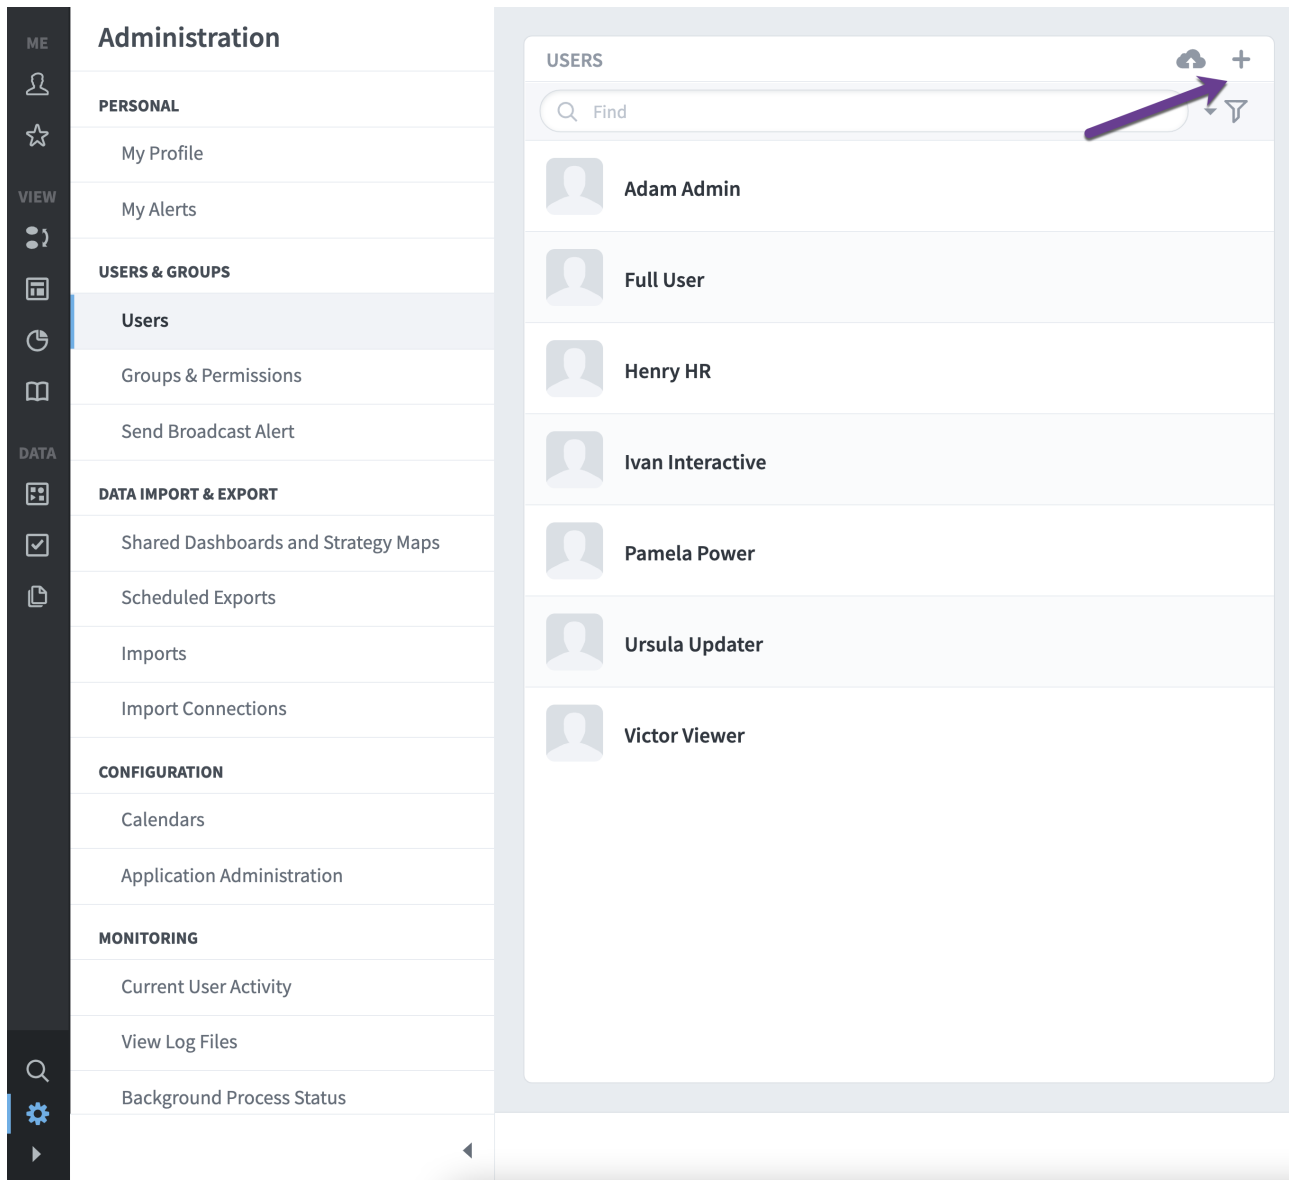 ME
VIEW
DATA
Administration
PERSONAL
My Profile
My Alerts
USERS & GROUPS
Users
Groups & Permissions
Send Broadcast Alert
DATA IMPORT & EXPORT
Shared Dashboards and Strategy Maps
Scheduled Exports
Imports
Import Connections
CONFIGURATION
Calendars
Application Administration
MONITORING
Current User Activity
View Log Files
Background Process Status
USERS
Find
Adam Admin
Full User
Henry HR
Ivan Interactive
Pamela Power
Ursula Updater
Victor Viewer